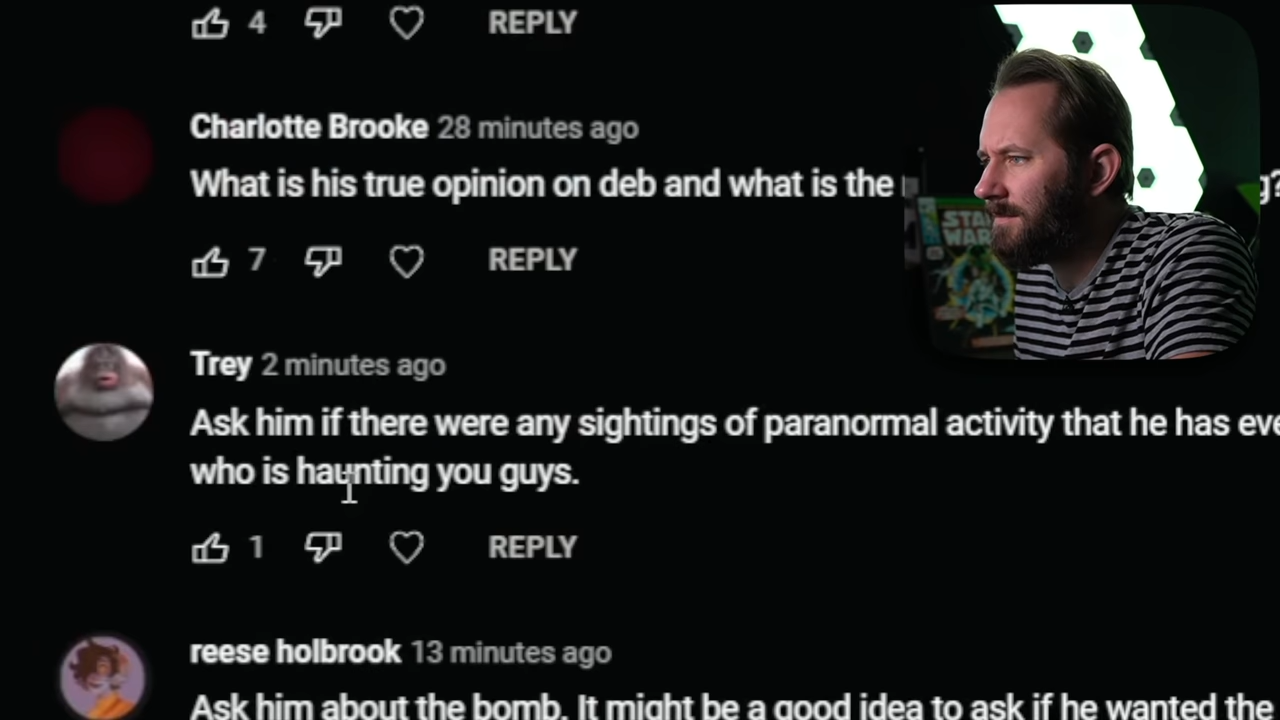 4 REPLY
Charlotte Brooke 28 minutes ago
What is his true opinion on deb and what is the
7 REPLY
STAR
WARS
Trey 2 minutes ago
Ask him if there were any sightings of paranormal activity that he has eve
who is haunting you guys.
1 REPLY
reese holbrook 13 minutes ago
Ask him about the bomb. It might be a good idea to ask if he wanted the